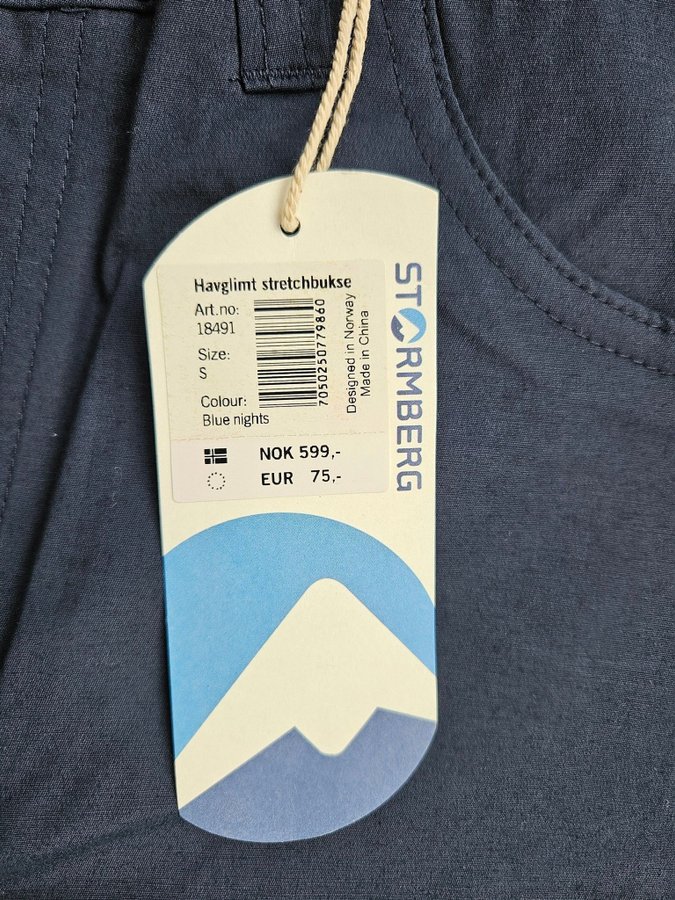 Havglimt stretchbukse
Art.no:
18491
Size:
S
Colour:
Blue nights
7050250779860
Designed in Norway
Made in China
NOK 599,-
EUR 75,-
STORMBERG